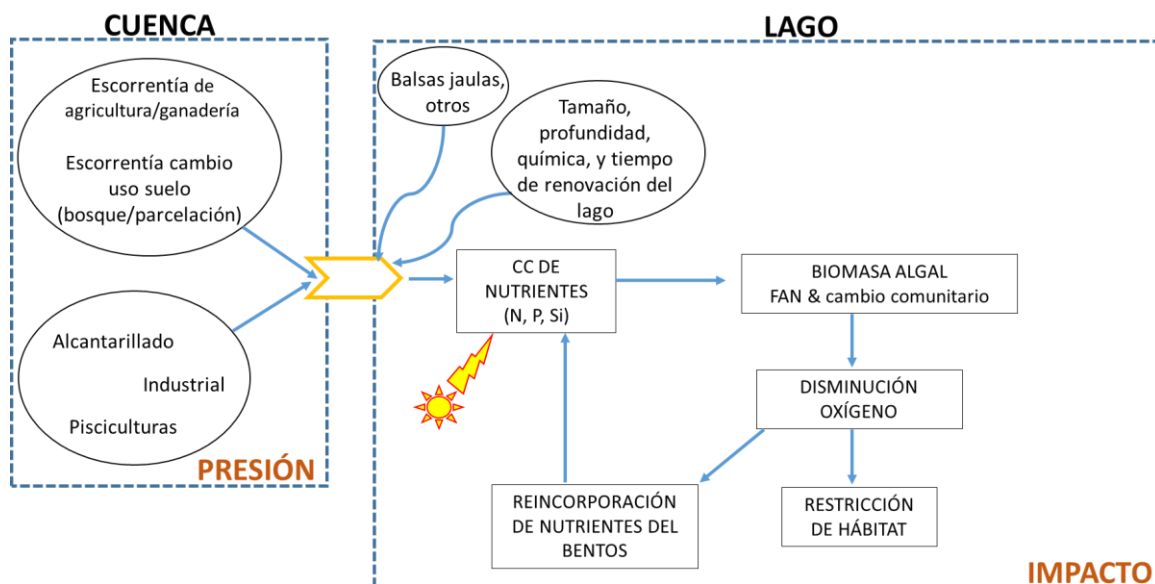 CUENCA
Escorrentía de
agricultura/ganadería
Escorrentía cambio
uso suelo
(bosque/parcelación)
Alcantarillado
Industrial
Pisciculturas
PRESIÓN
LAGO
Balsas jaulas,
otros
Tamaño,
profundidad,
química, y tiempo
de renovación del
lago
CC DE
NUTRIENTES
(N, P, Si)
BIOMASA ALGAL
FAN & cambio comunitario
DISMINUCIÓN
OXÍGENO
REINCORPORACIÓN
DE NUTRIENTES DEL
BENTOS
RESTRICCIÓN
DE HÁBITAT
IMPACTO